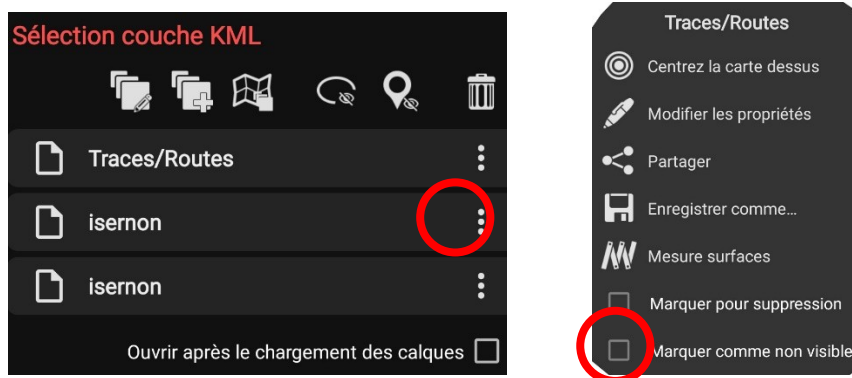 Sélection couche KML
Traces/Routes
isernon
isernon
Ouvrir après le chargement des calques
Traces/Routes
Centrez la carte dessus
Modifier les propriétés
Partager
Enregistrer comme...
Mesure surfaces
Marquer pour suppression
Marquer comme non visible